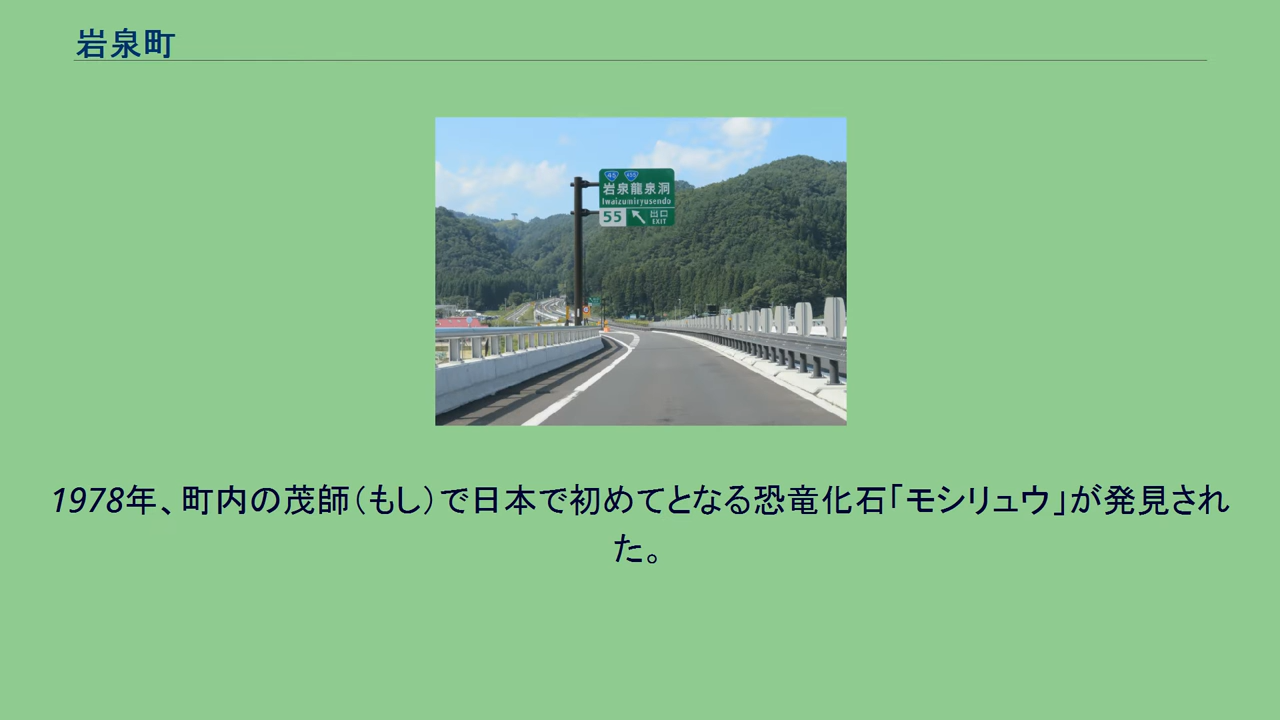 岩泉町
45 455
岩泉龍泉洞
Iwaizumiryusendo
55 出口
EXIT
1978年、町内の茂師（もし）で日本で初めてとなる恐竜化石「モシリュウ」が発見され
た。